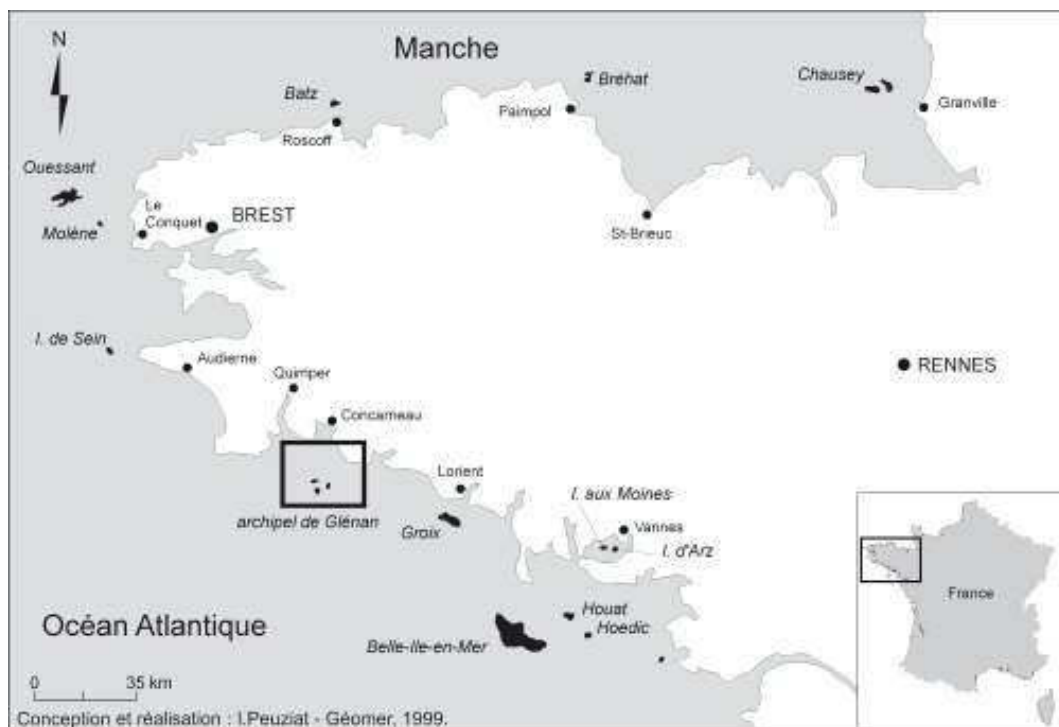 N
Manche
Batz
Roscoff
Bréhat
Paimpol
Chausey
Granville
Ouessant
Molène
Le
Conquet
BREST
St-Brieuc
I. de Sein
Audierne
Quimper
Concarneau
RENNES
archipel de Glénan
Lorient
Groix
I. aux Moines
Vannes
I. d'Arz
Houat
Hoedic
Belle-Ile-en-Mer
France
Océan Atlantique
0 35 km
Conception et réalisation : I.Peuziat - Géomer, 1999.